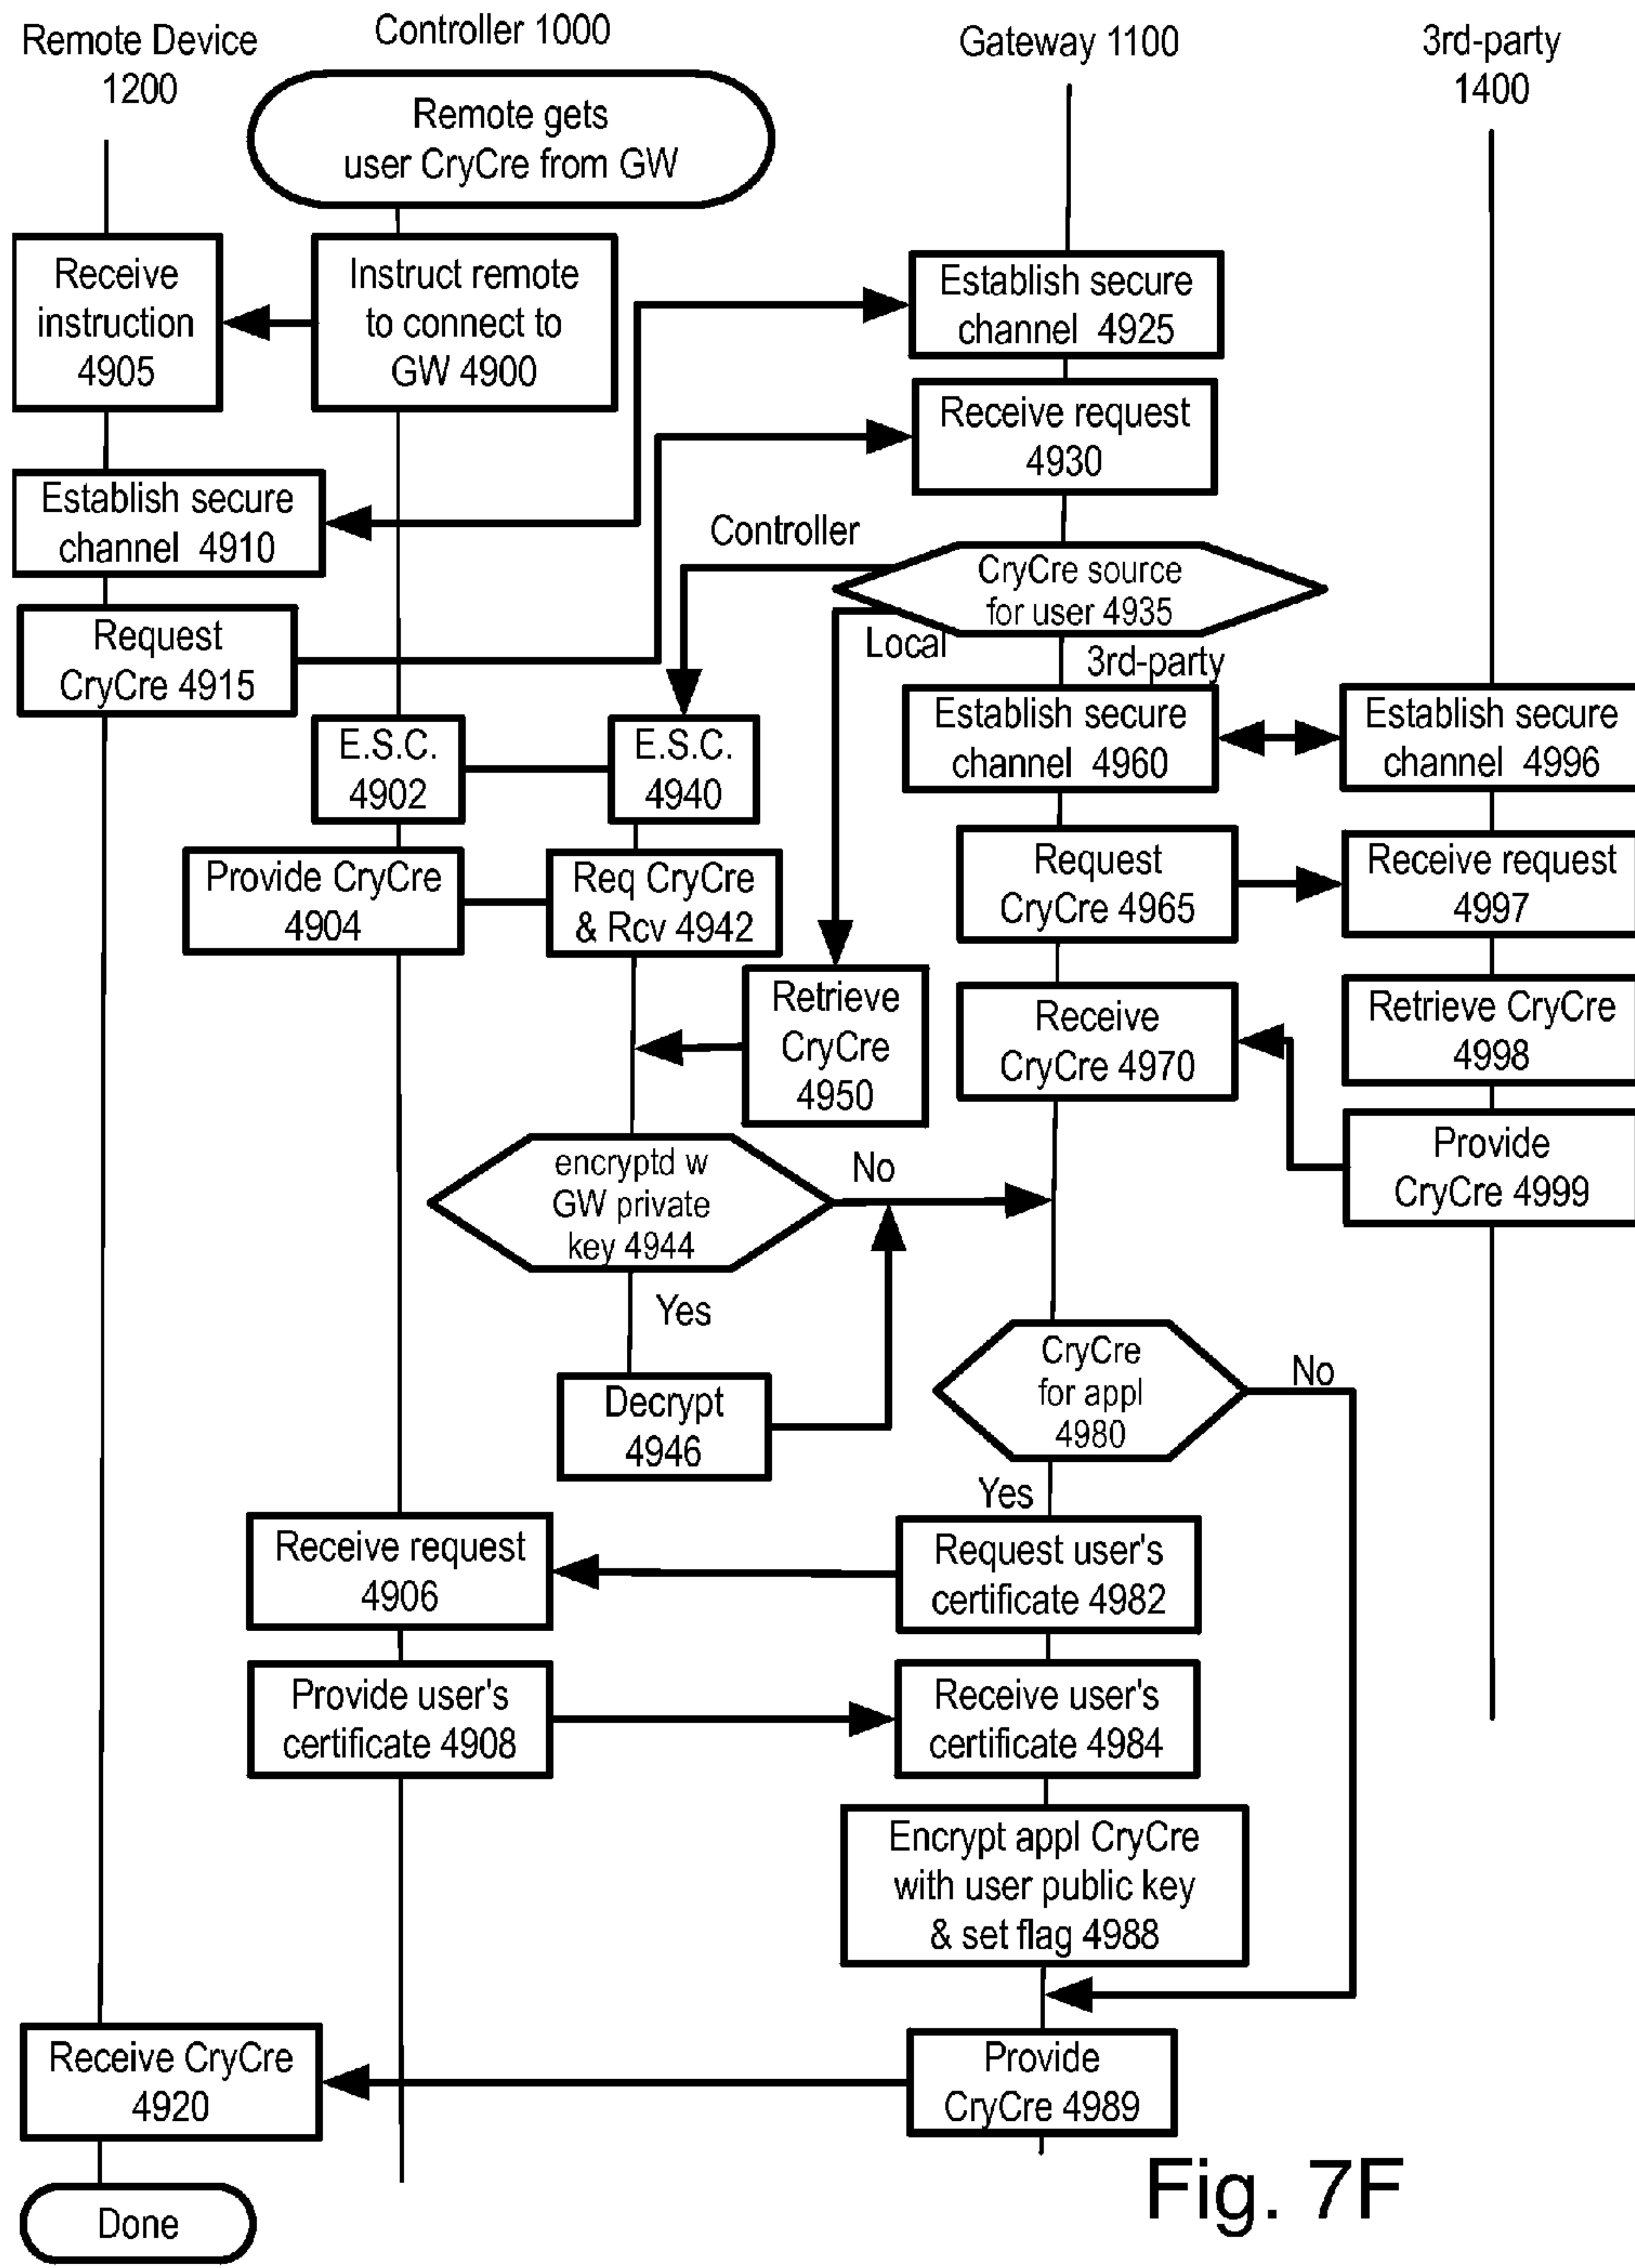 Remote Device
1200
Controller 1000
Gateway 1100
3rd-party
1400
Remote gets
user CryCre from GW
Receive
instruction
4905
Instruct remote
to connect to
GW 4900
Establish secure
channel 4925
Receive request
4930
Establish secure
channel 4910
Controller
CryCre source
for user 4935
Request
CryCre 4915
Local
3rd-party
E.S.C.
4902
E.S.C.
4940
Establish secure
channel 4960
Establish secure
channel 4996
Provide CryCre
4904
Req CryCre
& Rcv 4942
Request
CryCre 4965
Receive request
4997
Retrieve
CryCre
4950
Receive
CryCre 4970
Retrieve CryCre
4998
Provide
CryCre 4999
encryptd w
GW private
key 4944
No
Yes
Decrypt
4946
CryCre
for appl
4980
No
Yes
Receive request
4906
Request user's
certificate 4982
Provide user's
certificate 4908
Receive user's
certificate 4984
Encrypt appl CryCre
with user public key
& set flag 4988
Receive CryCre
4920
Provide
CryCre 4989
Done
Fig. 7F